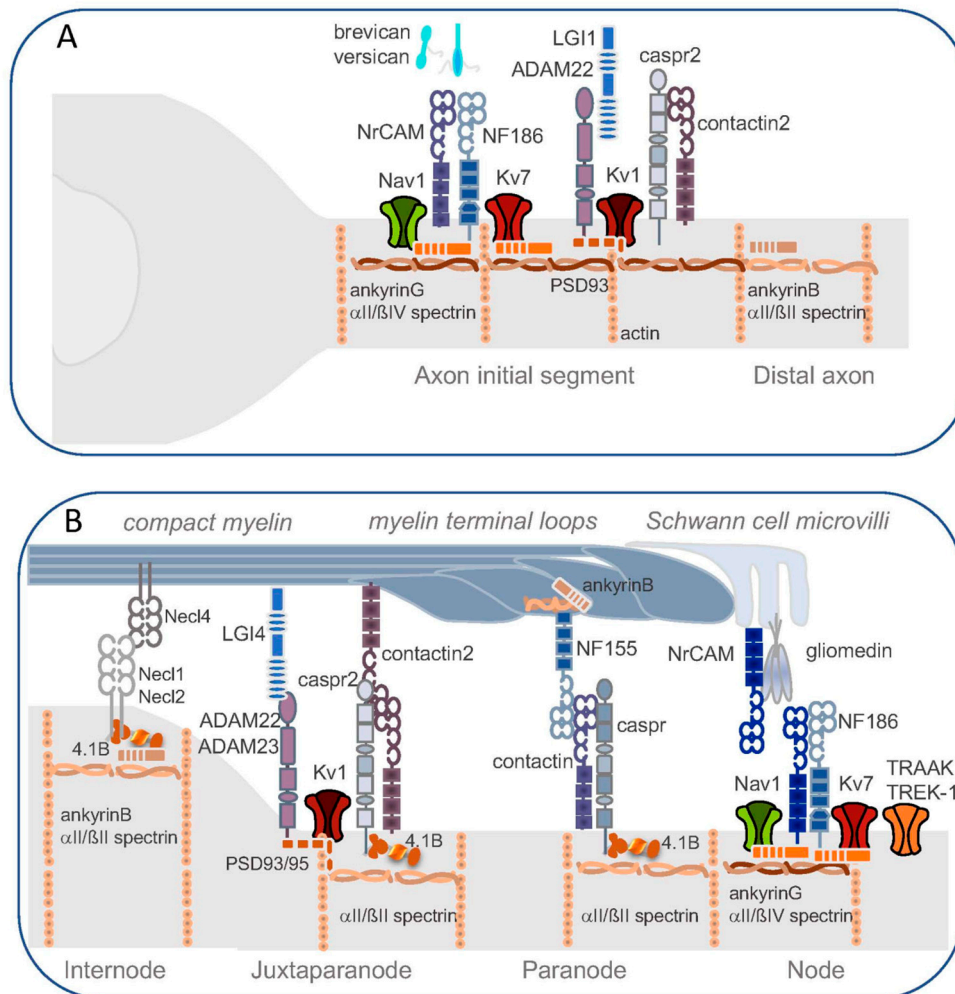 A
brevican
versican
LGI1
ADAM22
caspr2
NrCAM
NF186
contactin2
Nav1
Kv7
Kv1
ankyrinG
αII/ßIV spectrin
PSD93
actin
ankyrinB
αII/ßII spectrin
Axon initial segment
Distal axon
B
compact myelin
myelin terminal loops
Schwann cell microvilli
ankyrinB
Necl4
LGI4
contactin2
NF155
NrCAM
gliomedin
Necl1
Necl2
caspr2
ADAM22
ADAM23
caspr
NF186
4.1B
Kv1
contactin
Nav1
Kv7
TRAAK
TREK-1
ankyrinB
αII/ßII spectrin
PSD93/95
4.1B
αII/ßII spectrin
4.1B
αII/ßII spectrin
ankyrinG
αII/ßIV spectrin
Internode
Juxtaparanode
Paranode
Node